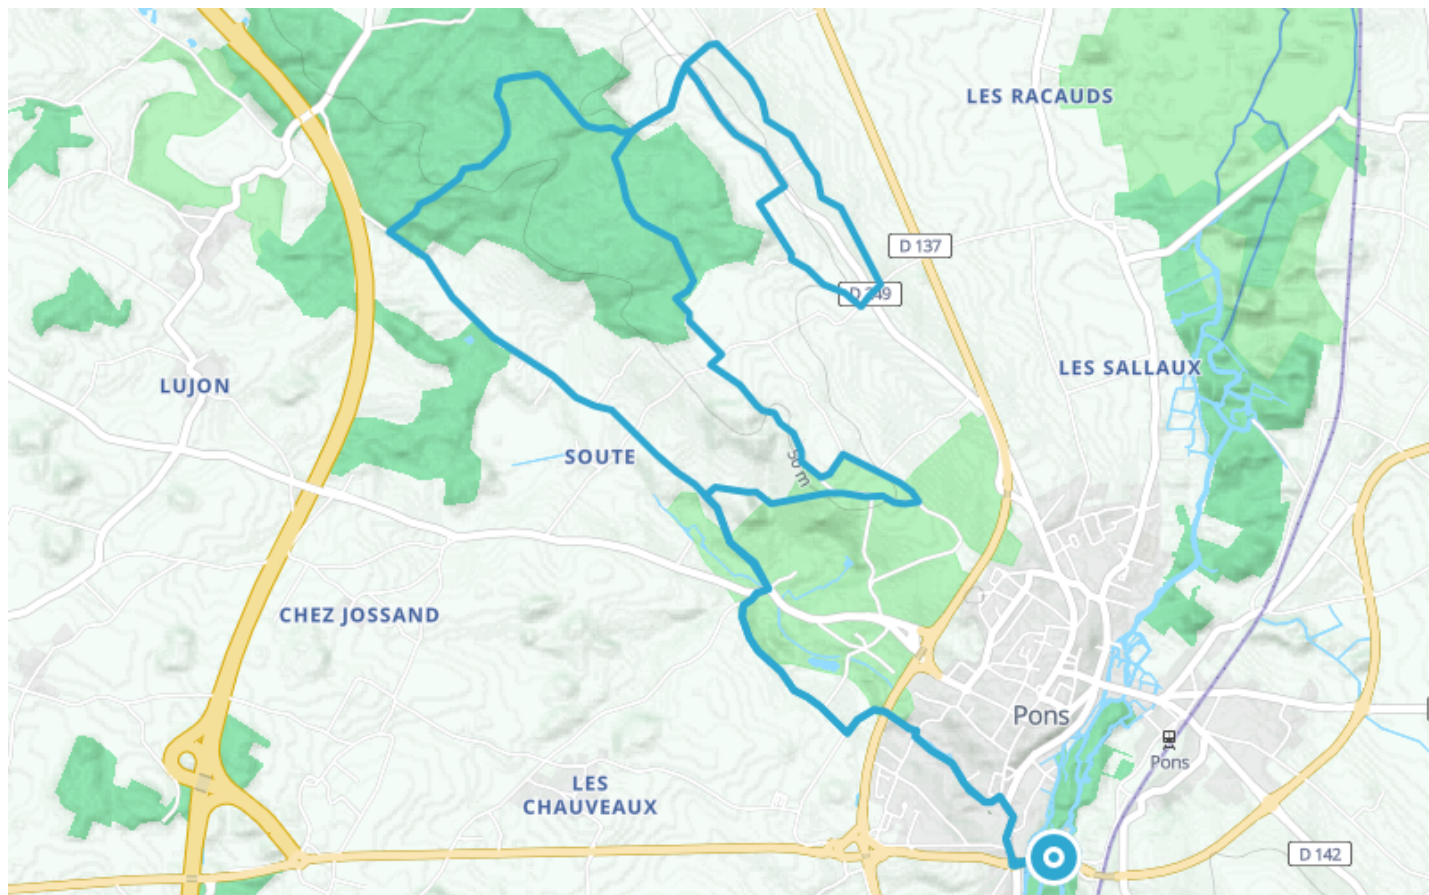 LES RACAUDS
D 137
D 249
LES SALLAUX
LUJON
SOUTE
50 m
CHEZ JOSSAND
Pons
Pons
LES
CHAUVEAUX
D 142